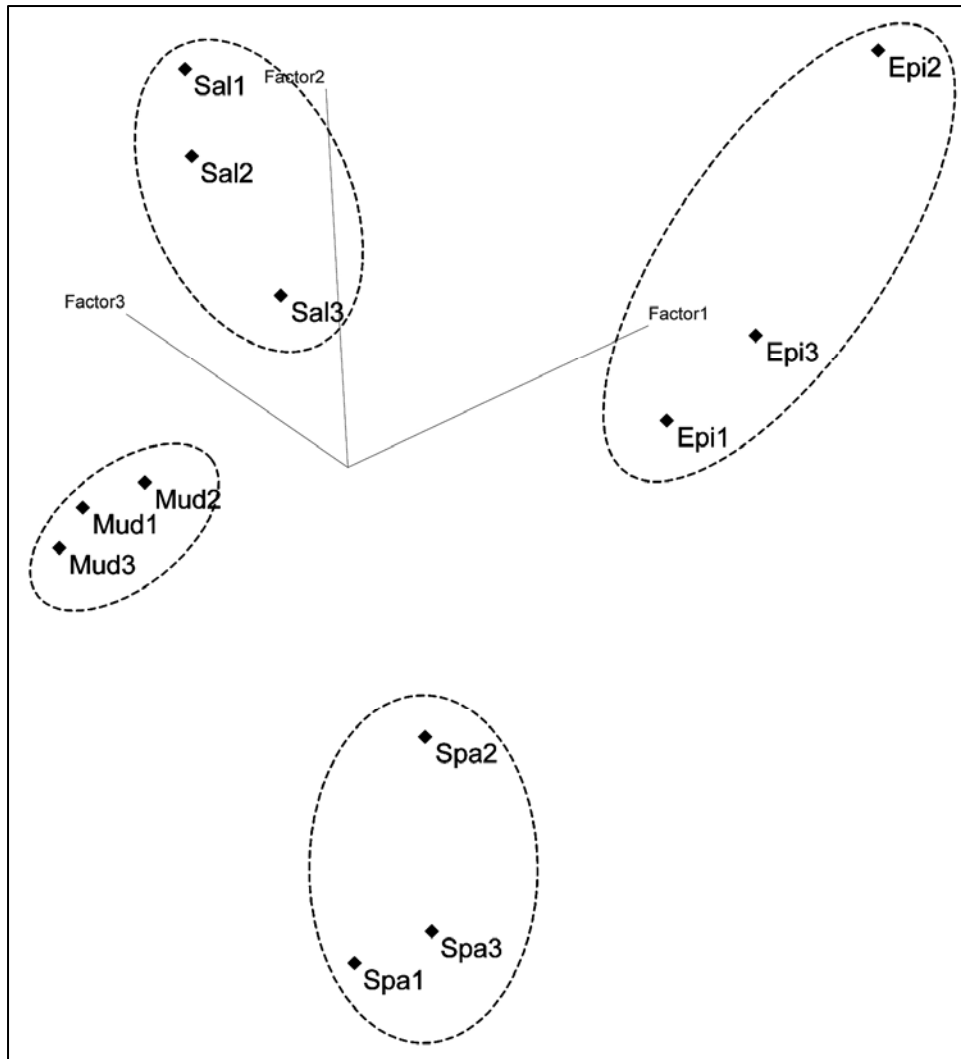 Epi2
Sal1
Factor2
Sal2
Factor3
Sal3
Factor1
Epi3
Epi1
Mud2
Mud1
Mud3
Spa2
Spa3
Spa1